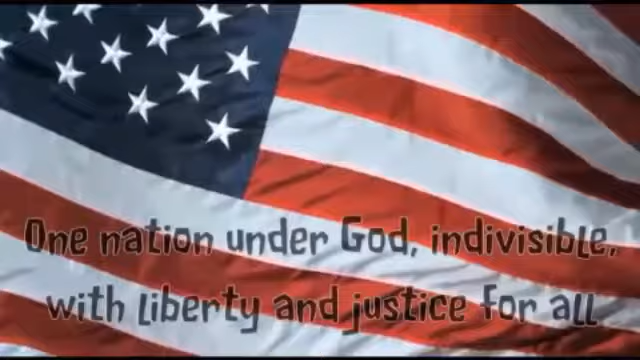 One nation under God, indivisible,
with liberty and justice for all